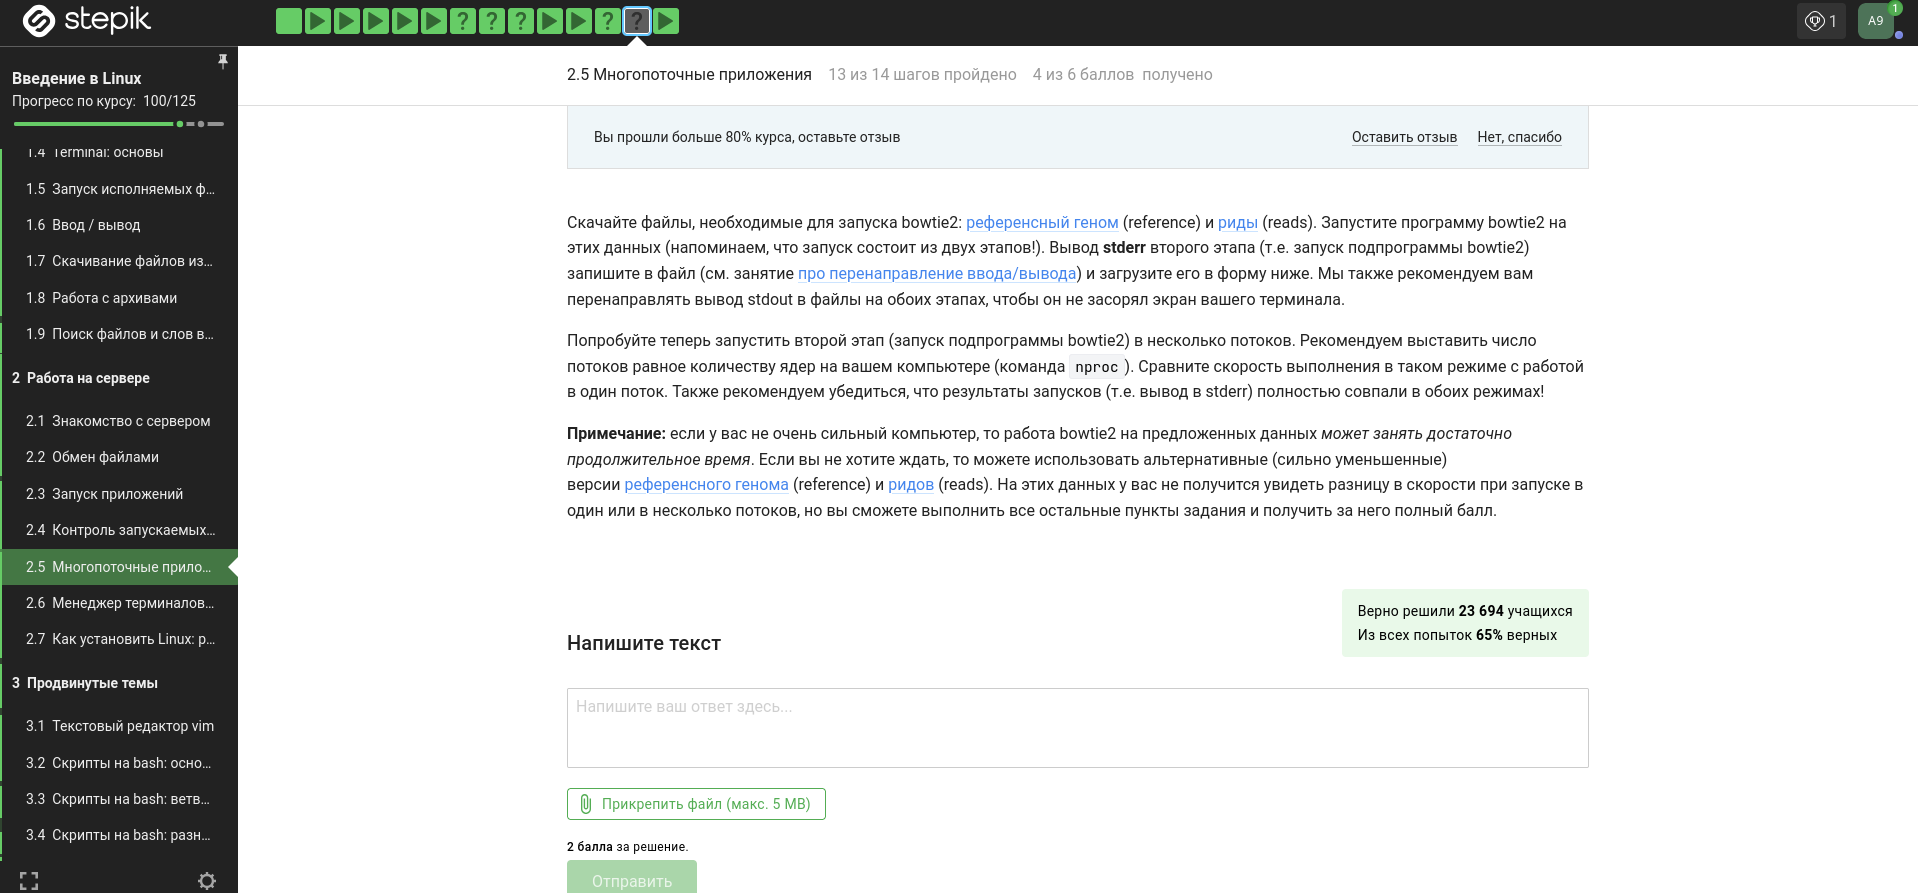 stepik
? ? ? ? ?
1
A9
1
Введение в Linux
Прогресс по курсу: 100/125
1.4 Terminal: основы
1.5 Запуск исполняемых ф...
1.6 Ввод / вывод
1.7 Скачивание файлов из...
1.8 Работа с архивами
1.9 Поиск файлов и слов в...
2 Работа на сервере
2.1 Знакомство с сервером
2.2 Обмен файлами
2.3 Запуск приложений
2.4 Контроль запускаемых...
2.5 Многопоточные прило...
2.6 Менеджер терминалов...
2.7 Как установить Linux: р...
3 Продвинутые темы
3.1 Текстовый редактор vim
3.2 Скрипты на bash: осно...
3.3 Скрипты на bash: ветв...
3.4 Скрипты на bash: разн...
2.5 Многопоточные приложения 13 из 14 шагов пройдено 4 из 6 баллов получено
Вы прошли больше 80% курса, оставьте отзыв Оставить отзыв Нет, спасибо
Скачайте файлы, необходимые для запуска bowtie2: референсный геном (reference) и риды (reads). Запустите программу bowtie2 на
этих данных (напоминаем, что запуск состоит из двух этапов!). Вывод stderr второго этапа (т.е. запуск подпрограммы bowtie2)
запишите в файл (см. занятие про перенаправление ввода/вывода) и загрузите его в форму ниже. Мы также рекомендуем вам
перенаправлять вывод stdout в файлы на обоих этапах, чтобы он не засорял экран вашего терминала.
Попробуйте теперь запустить второй этап (запуск подпрограммы bowtie2) в несколько потоков. Рекомендуем выставить число
потоков равное количеству ядер на вашем компьютере (команда nproc ). Сравните скорость выполнения в таком режиме с работой
в один поток. Также рекомендуем убедиться, что результаты запусков (т.е. вывод в stderr) полностью совпали в обоих режимах!
Примечание: если у вас не очень сильный компьютер, то работа bowtie2 на предложенных данных может занять достаточно
продолжительное время. Если вы не хотите ждать, то можете использовать альтернативные (сильно уменьшенные)
версии референсного генома (reference) и ридов (reads). На этих данных у вас не получится увидеть разницу в скорости при запуске в
один или в несколько потоков, но вы сможете выполнить все остальные пункты задания и получить за него полный балл.
Верно решили 23 694 учащихся
Из всех попыток 65% верных
Напишите текст
Напишите ваш ответ здесь...
Прикрепить файл (макс. 5 MB)
2 балла за решение.
Отправить